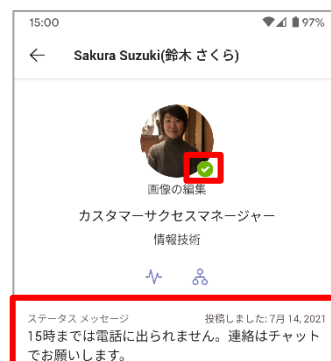 15:00 97%
Sakura Suzuki(鈴木 さくら)
画像の編集
カスタマーサクセスマネージャー
情報技術
ステータス メッセージ 投稿しました: 7月 14, 2021
15時までは電話に出られません。連絡はチャット
でお願いします。